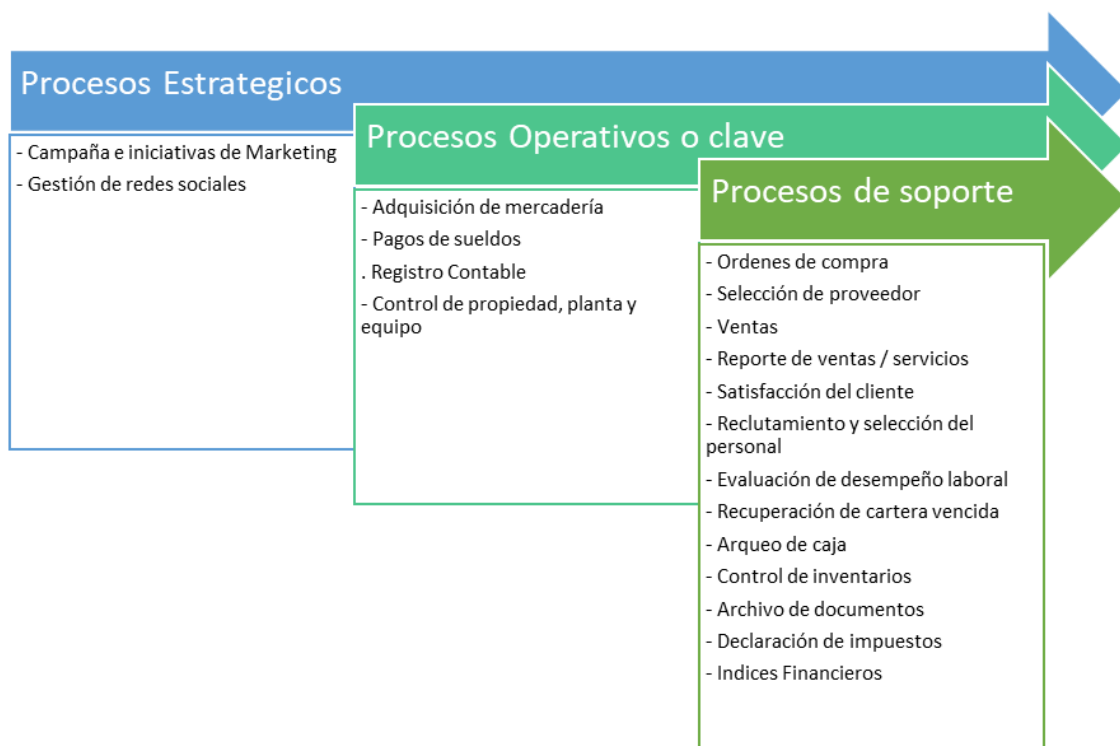 Procesos Estrategicos
- Campaña e iniciativas de Marketing
- Gestión de redes sociales
Procesos Operativos o clave
- Adquisición de mercadería
- Pagos de sueldos
. Registro Contable
- Control de propiedad, planta y
equipo
Procesos de soporte
- Ordenes de compra
- Selección de proveedor
- Ventas
- Reporte de ventas / servicios
- Satisfacción del cliente
- Reclutamiento y selección del
personal
- Evaluación de desempeño laboral
- Recuperación de cartera vencida
- Arqueo de caja
- Control de inventarios
- Archivo de documentos
- Declaración de impuestos
- Indices Financieros